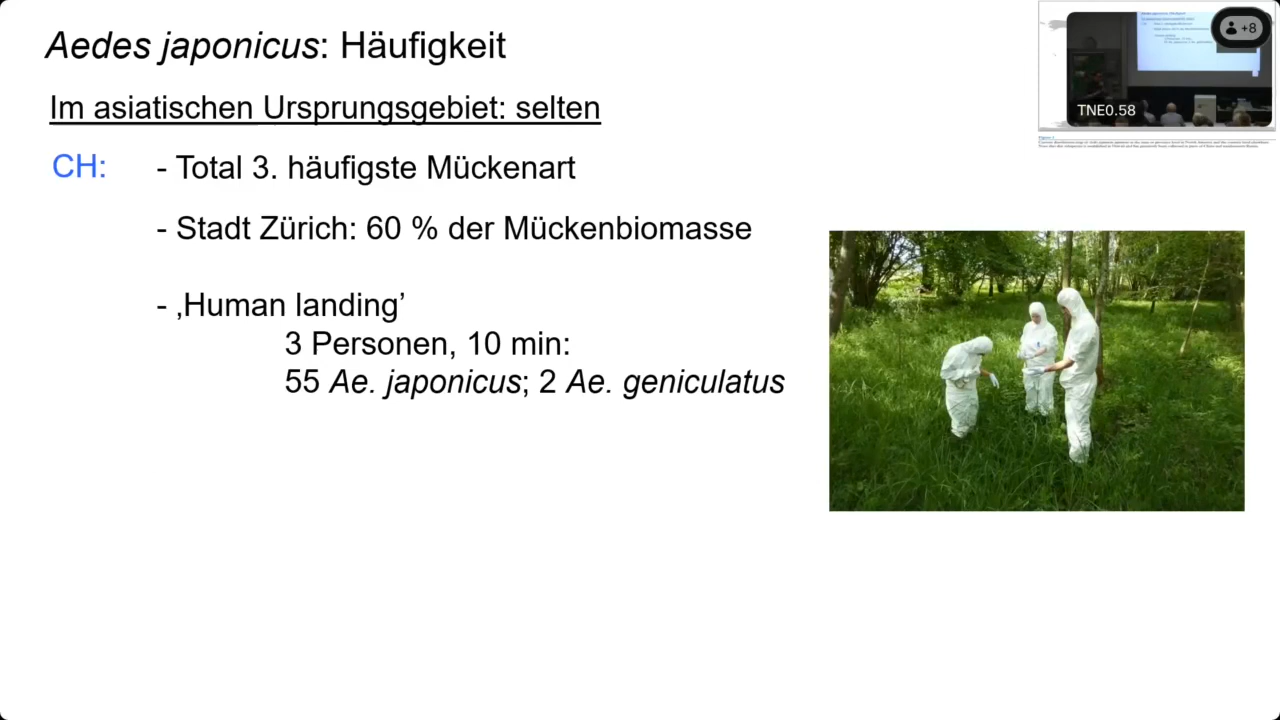 Aedes japonicus: Häufigkeit
Im asiatischen Ursprungsgebiet: selten
CH: - Total 3. häufigste Mückenart
- Stadt Zürich: 60 % der Mückenbiomasse
- ‚Human landing’
3 Personen, 10 min:
55 Ae. japonicus; 2 Ae. geniculatus
+8
TNE0.58